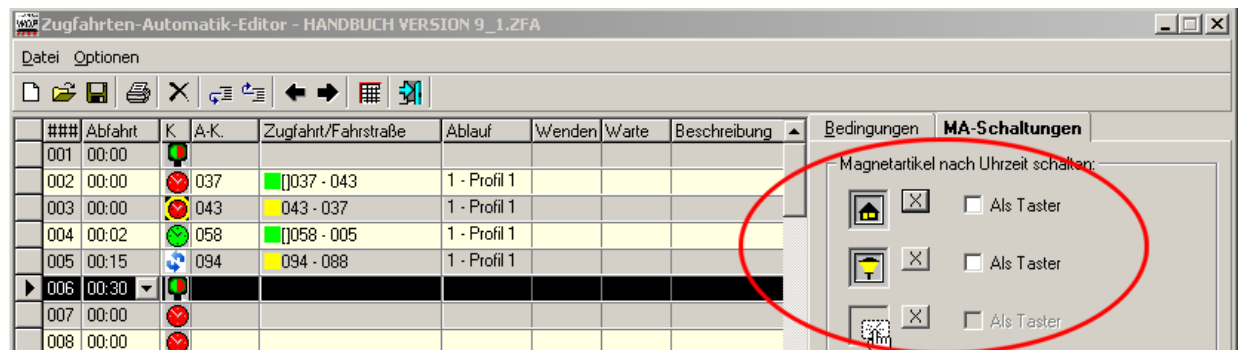 Zugfahrten-Automatik-Editor - HANDBUCH VERSION 9_1.ZFA
Datei Optionen
### Abfahrt K A-K. Zugfahrt/Fahrstraße Ablauf Wenden Warte Beschreibung
001 00:00
002 00:00 037 []037 - 043 1 - Profil 1
003 00:00 043 043 - 037 1 - Profil 1
004 00:02 058 []058 - 005 1 - Profil 1
005 00:15 094 094 - 088 1 - Profil 1
006 00:30
007 00:00
008 00:00
Bedingungen MA-Schaltungen
Magnetartikel nach Uhrzeit schalten:
X Als Taster
X Als Taster
X Als Taster